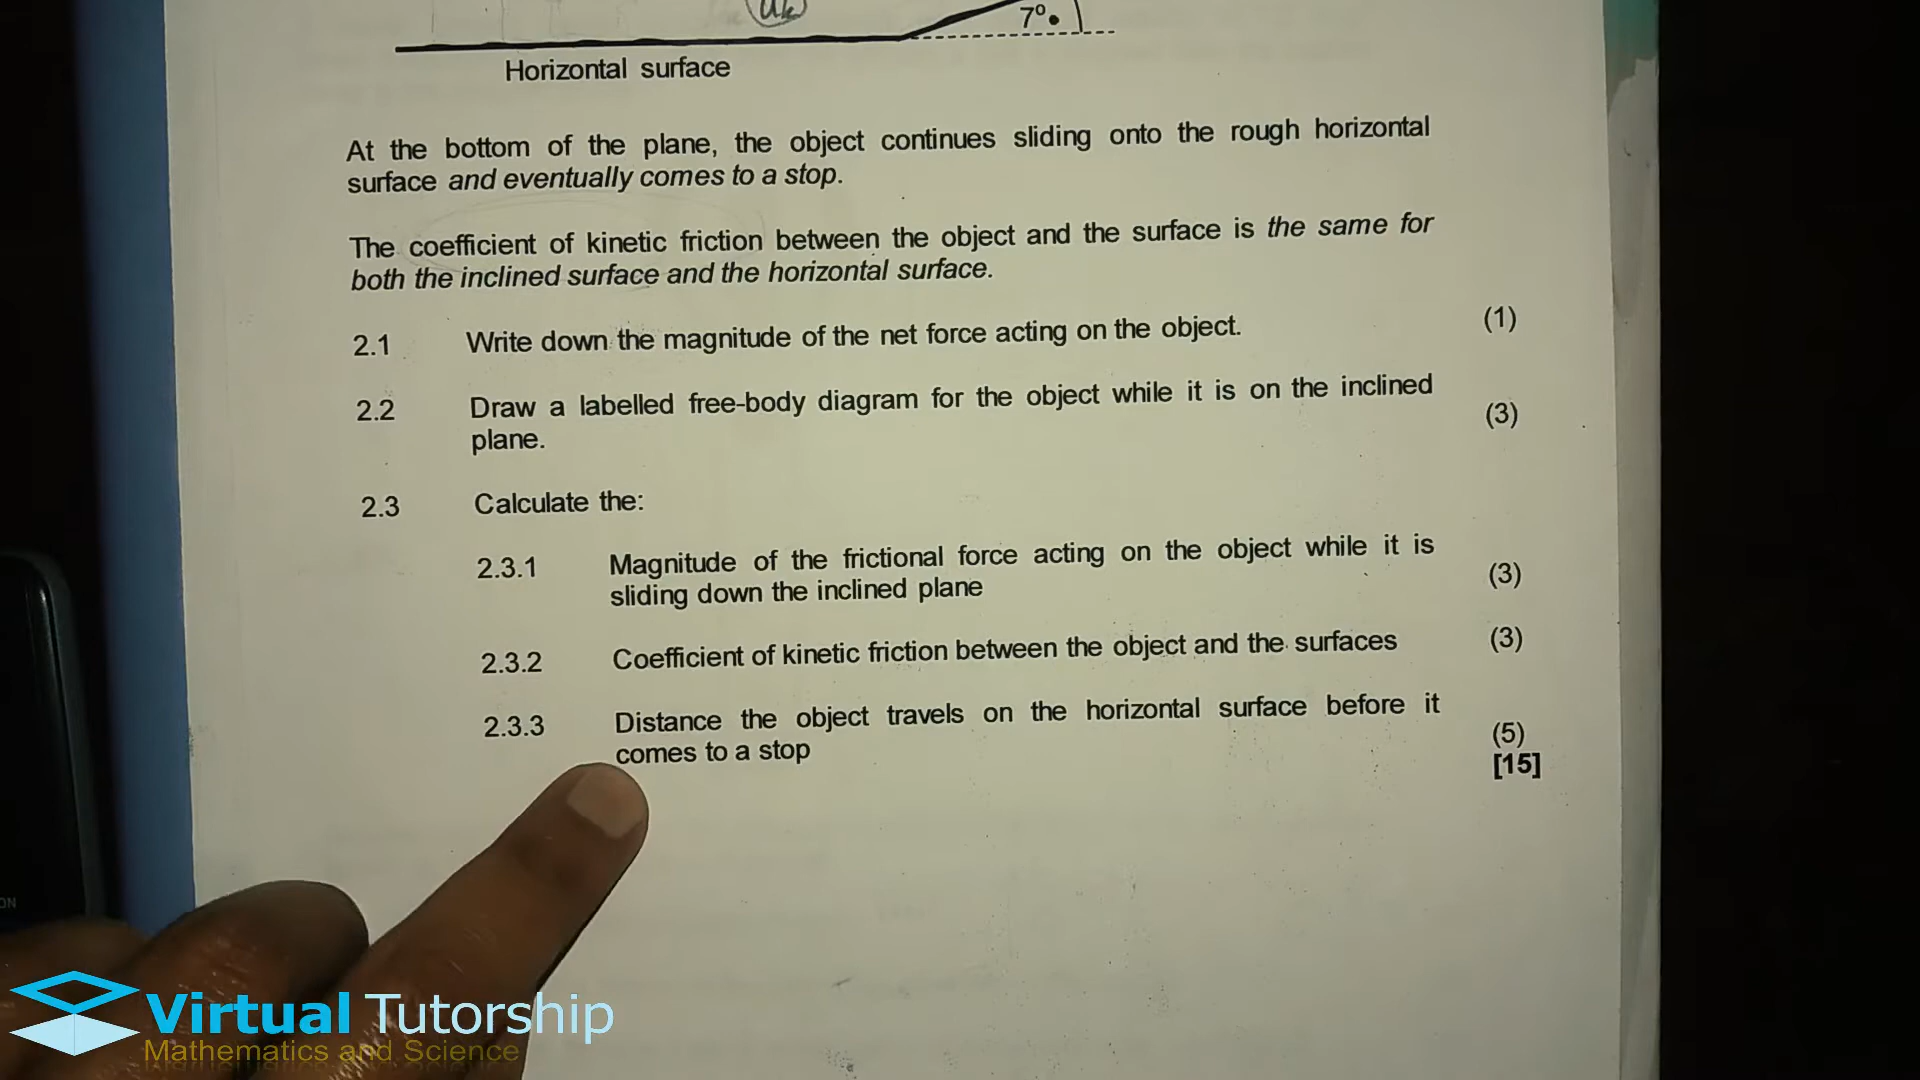 7º
Horizontal surface
At the bottom of the plane, the object continues sliding onto the rough horizontal
surface and eventually comes to a stop.
The coefficient of kinetic friction between the object and the surface is the same for
both the inclined surface and the horizontal surface.
2.1 Write down the magnitude of the net force acting on the object. (1)
2.2 Draw a labelled free-body diagram for the object while it is on the inclined
plane. (3)
2.3 Calculate the:
2.3.1 Magnitude of the frictional force acting on the object while it is
sliding down the inclined plane (3)
2.3.2 Coefficient of kinetic friction between the object and the surfaces (3)
2.3.3 Distance the object travels on the horizontal surface before it
comes to a stop (5)
[15]
ON
Virtual Tutorship
Mathematics and Science